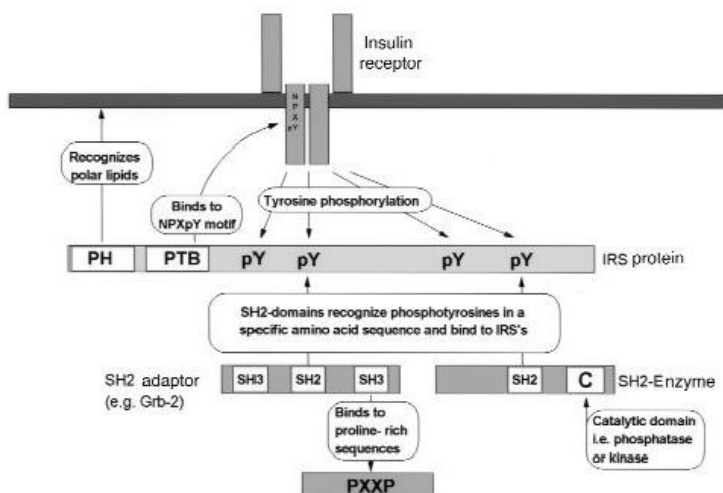 Insulin
receptor
N
P
X
pY
Recognizes
polar lipids
Binds to
NPXpY motif
Tyrosine phosphorylation
PH
PTB
pY
pY
pY
pY
IRS protein
SH2-domains recognize phosphotyrosines in a
specific amino acid sequence and bind to IRS's
SH2 adaptor
(e.g. Grb-2)
SHI3
SH2
SH3
SH2
C
SH2-Enzyme
Binds to
proline- rich
sequences
Catalytic domain
i.e. phosphatase
or kinase
PXXP